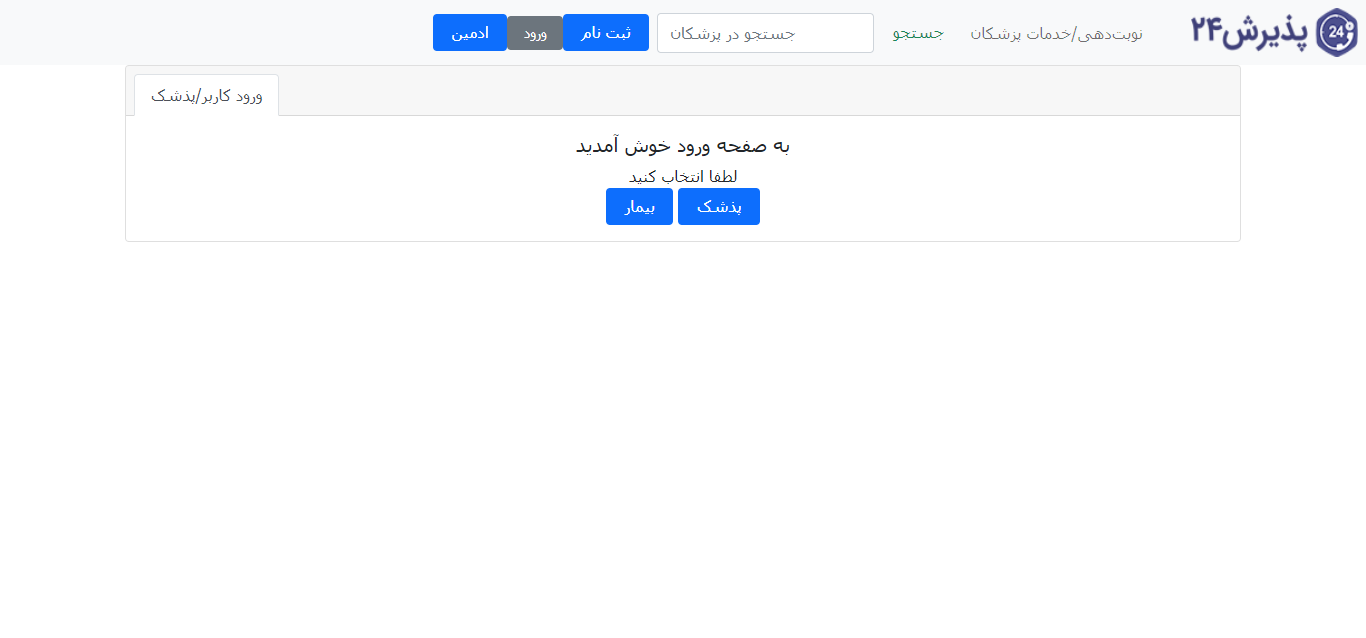 پذیرش۲۴ 24
نوبت‌دهی/خدمات پزشکان
جستجو
جستجو در پزشکان
ثبت نام
ورود
ادمین
ورود کاربر/پذشک
به صفحه ورود خوش آمدید
لطفا انتخاب کنید
پذشک
بیمار